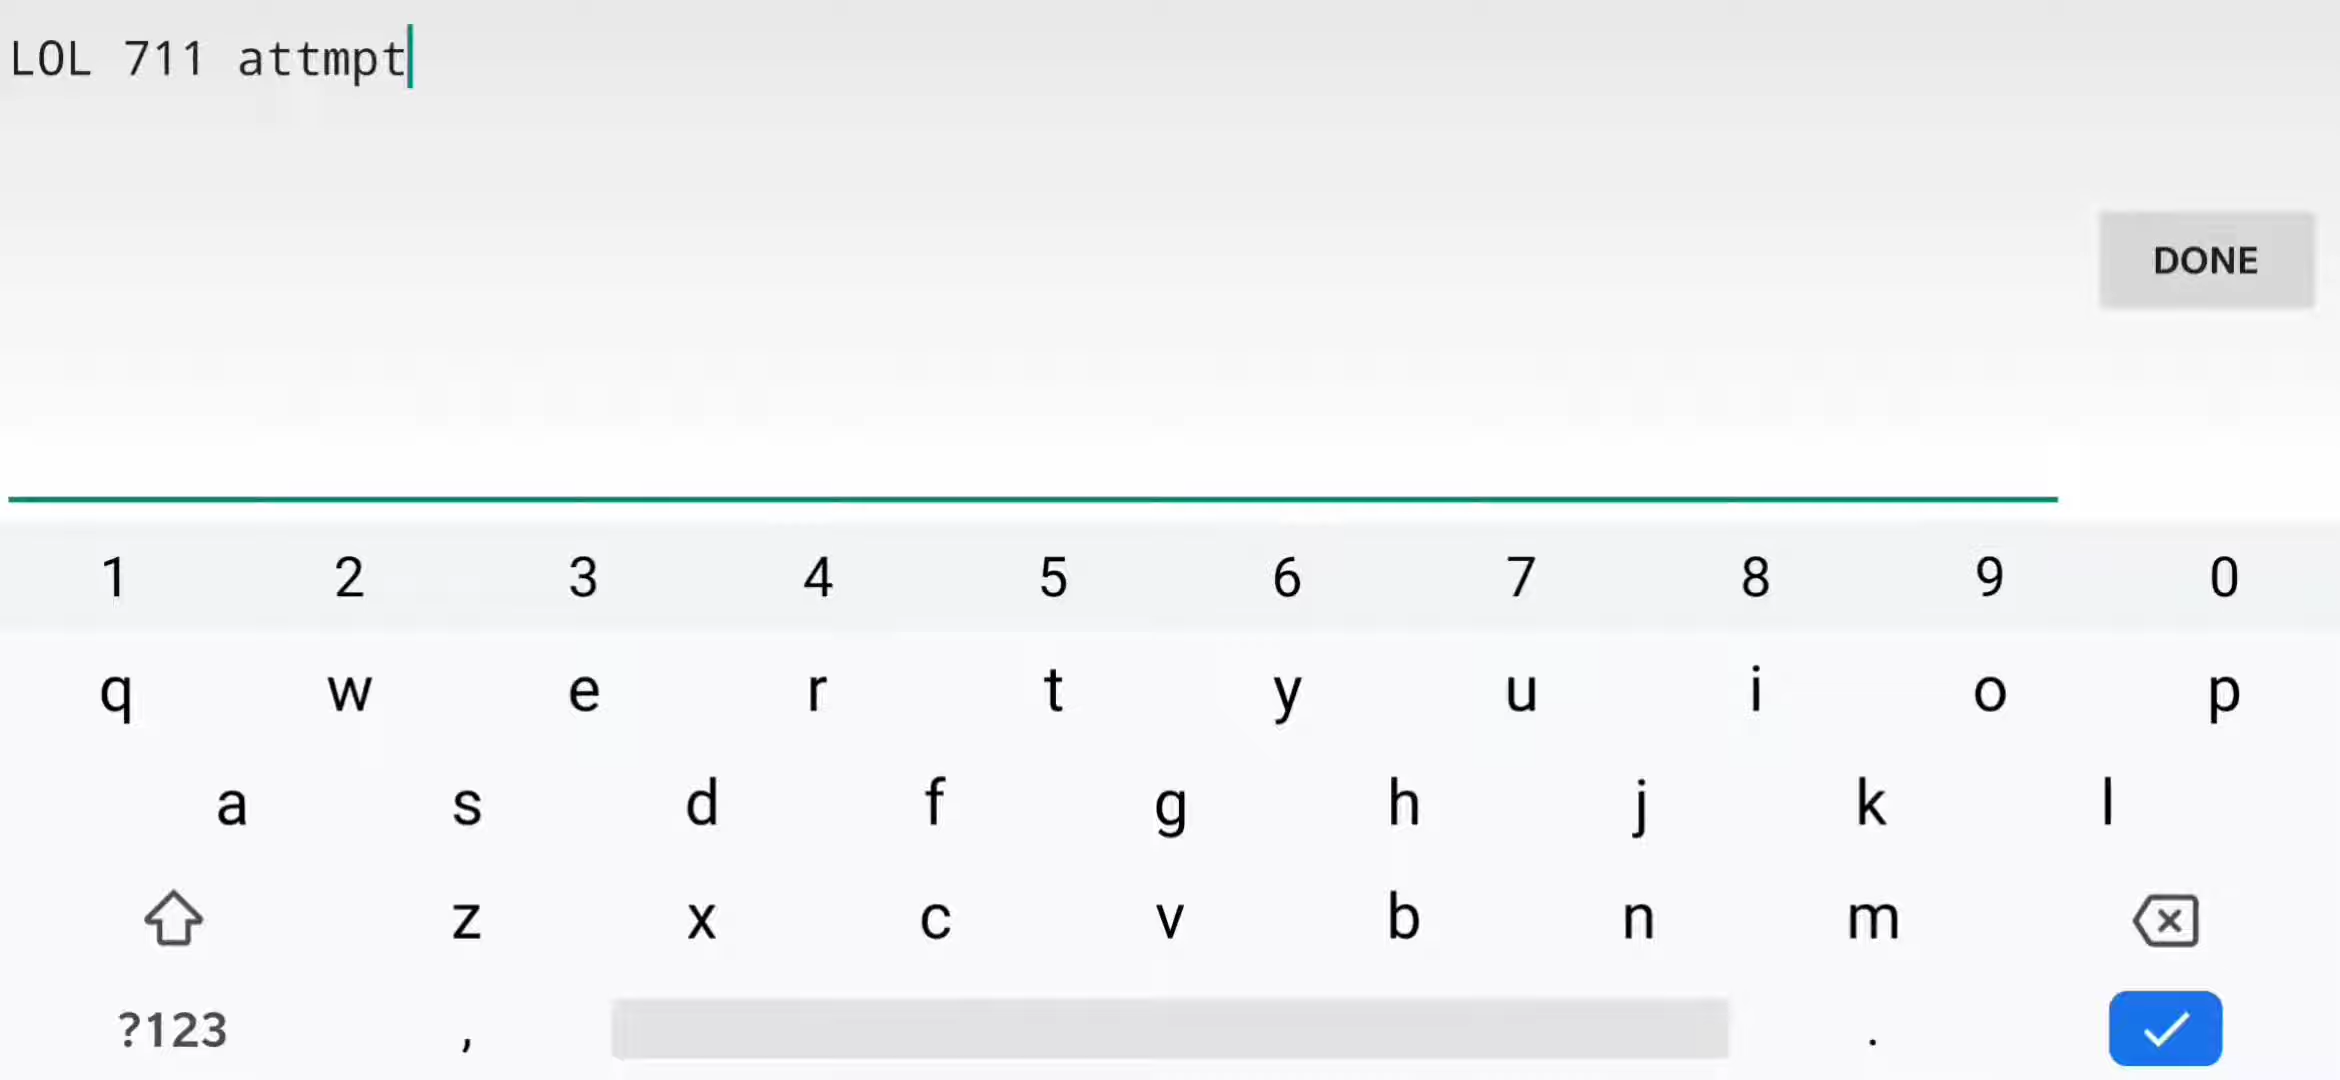 LOL 711 attmpt
DONE
1 2 3 4 5 6 7 8 9 0
q w e r t y u i o p
a s d f g h j k l
z x c v b n m
?123 , .